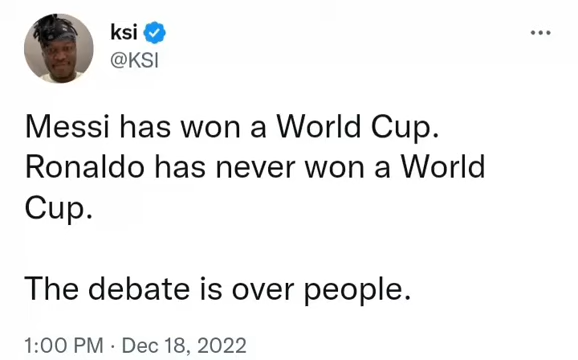 ksi
@KSI
Messi has won a World Cup.
Ronaldo has never won a World
Cup.
The debate is over people.
1:00 PM · Dec 18, 2022